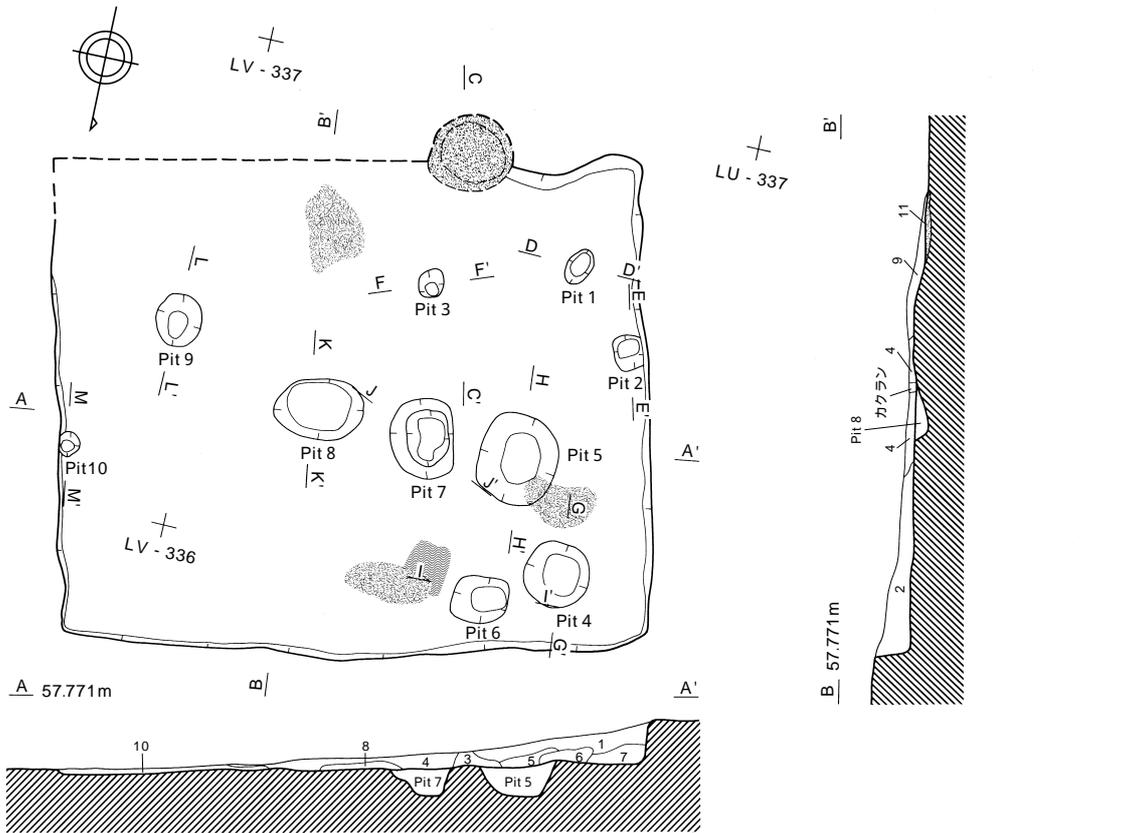 LV - 337
C
B'
B'
LU - 337
11
D
L
F'
D'
F
9
E
Pit 1
Pit 3
K
Pit 9
4
H
J
L'
Pit 2
カクラン
C'
M
A
E'
Pit 8
4
A'
Pit 8
Pit 5
Pit10
K'
J'
Pit 7
M'
G
LV - 336
H'
I
2
I'
Pit 4
Pit 6
G'
B 57.771m
B
A 57.771m
A'
10
8
1
4
3
5
6
7
Pit 7
Pit 5